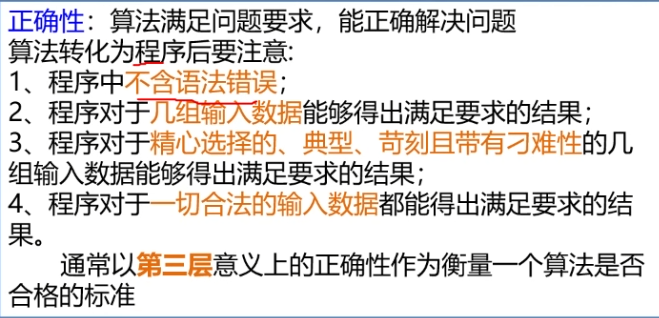 正确性：算法满足问题要求，能正确解决问题
算法转化为程序后要注意:
1、程序中不含语法错误；
2、程序对于几组输入数据能够得出满足要求的结果；
3、程序对于精心选择的、典型、苛刻且带有刁难性的几
组输入数据能够得出满足要求的结果；
4、程序对于一切合法的输入数据都能得出满足要求的结
果。
通常以第三层意义上的正确性作为衡量一个算法是否
合格的标准